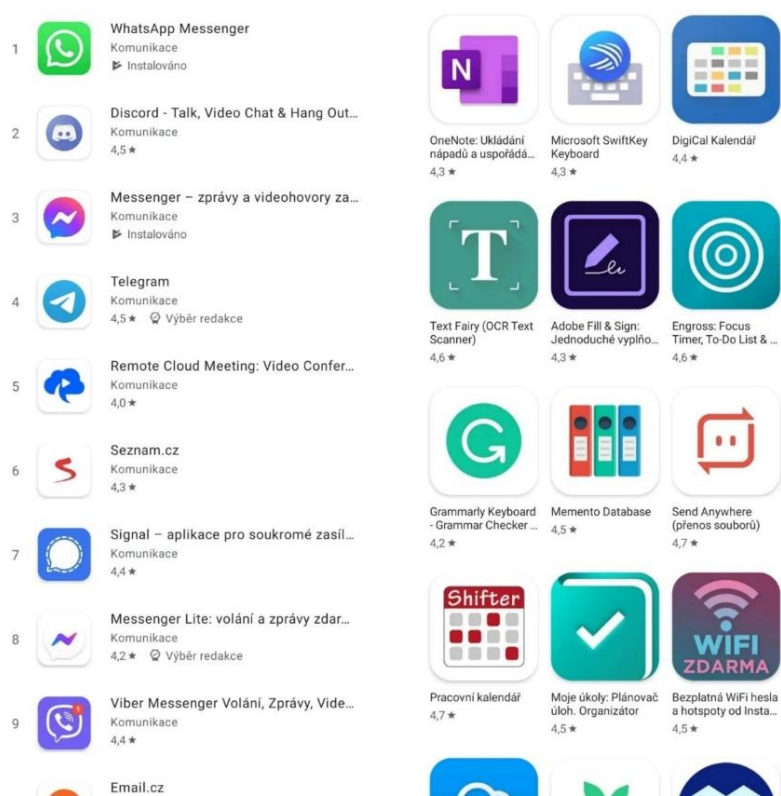 1
WhatsApp Messenger
Komunikace
Instalováno
2
Discord - Talk, Video Chat & Hang Out...
Komunikace
4,5 ★
3
Messenger – zprávy a videohovory za...
Komunikace
Instalováno
4
Telegram
Komunikace
4,5 ★ Výběr redakce
5
Remote Cloud Meeting: Video Confer...
Komunikace
4,0 ★
6
Seznam.cz
Komunikace
4,3 ★
7
Signal – aplikace pro soukromé zasíl...
Komunikace
4,4 ★
8
Messenger Lite: volání a zprávy zdar...
Komunikace
4,2 ★ Výběr redakce
9
Viber Messenger Volání, Zprávy, Vide...
Komunikace
4,4 ★
Email.cz
N
OneNote: Ukládání
nápadů a uspořádá...
4,3 ★
Microsoft SwiftKey
Keyboard
4,3 ★
DigiCal Kalendář
4,4 ★
T
Text Fairy (OCR Text
Scanner)
4,6 ★
Adobe Fill & Sign:
Jednoduché vyplňo...
4,3 ★
Engross: Focus
Timer, To-Do List & ...
4,6 ★
G
Grammarly Keyboard
- Grammar Checker ...
4,2 ★
Memento Database
4,5 ★
Send Anywhere
(přenos souborů)
4,7 ★
Shifter
Pracovní kalendář
4,7 ★
Moje úkoly: Plánovač
úloh. Organizátor
4,5 ★
WIFI
ZDARMA
Bezplatná WiFi hesla
a hotspoty od Insta...
4,5 ★